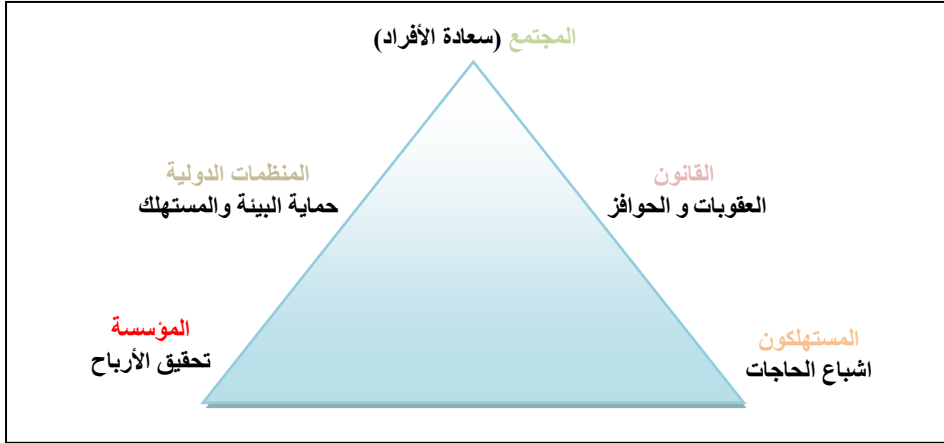 المجتمع (سعادة الأفراد)
القانون
العقوبات و الحوافز
المنظمات الدولية
حماية البيئة والمستهلك
المستهلكون
اشباع الحاجات
المؤسسة
تحقيق الأرباح